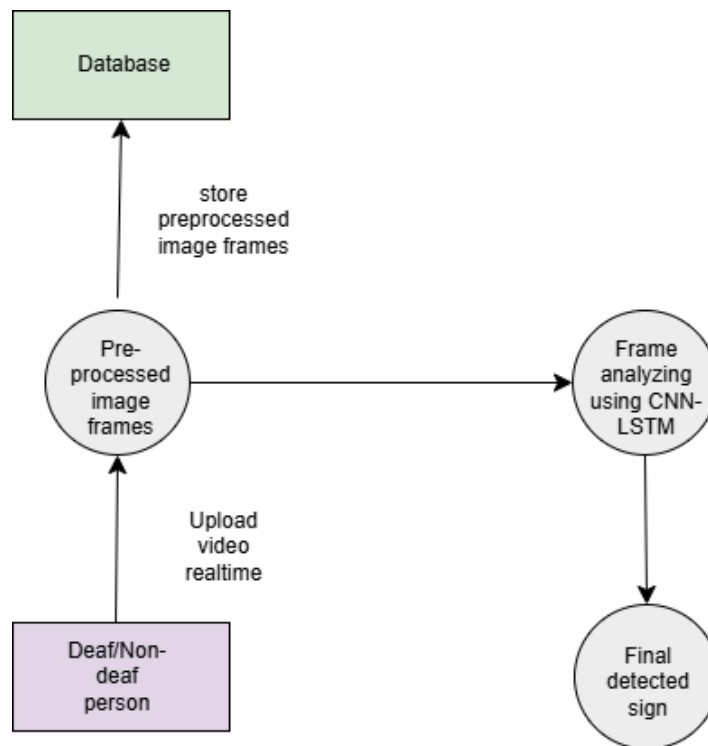 Database
store
preprocessed
image frames
Pre-
processed
image
frames
Frame
analyzing
using CNN-
LSTM
Upload
video
realtime
Deaf/Non-
deaf
person
Final
detected
sign